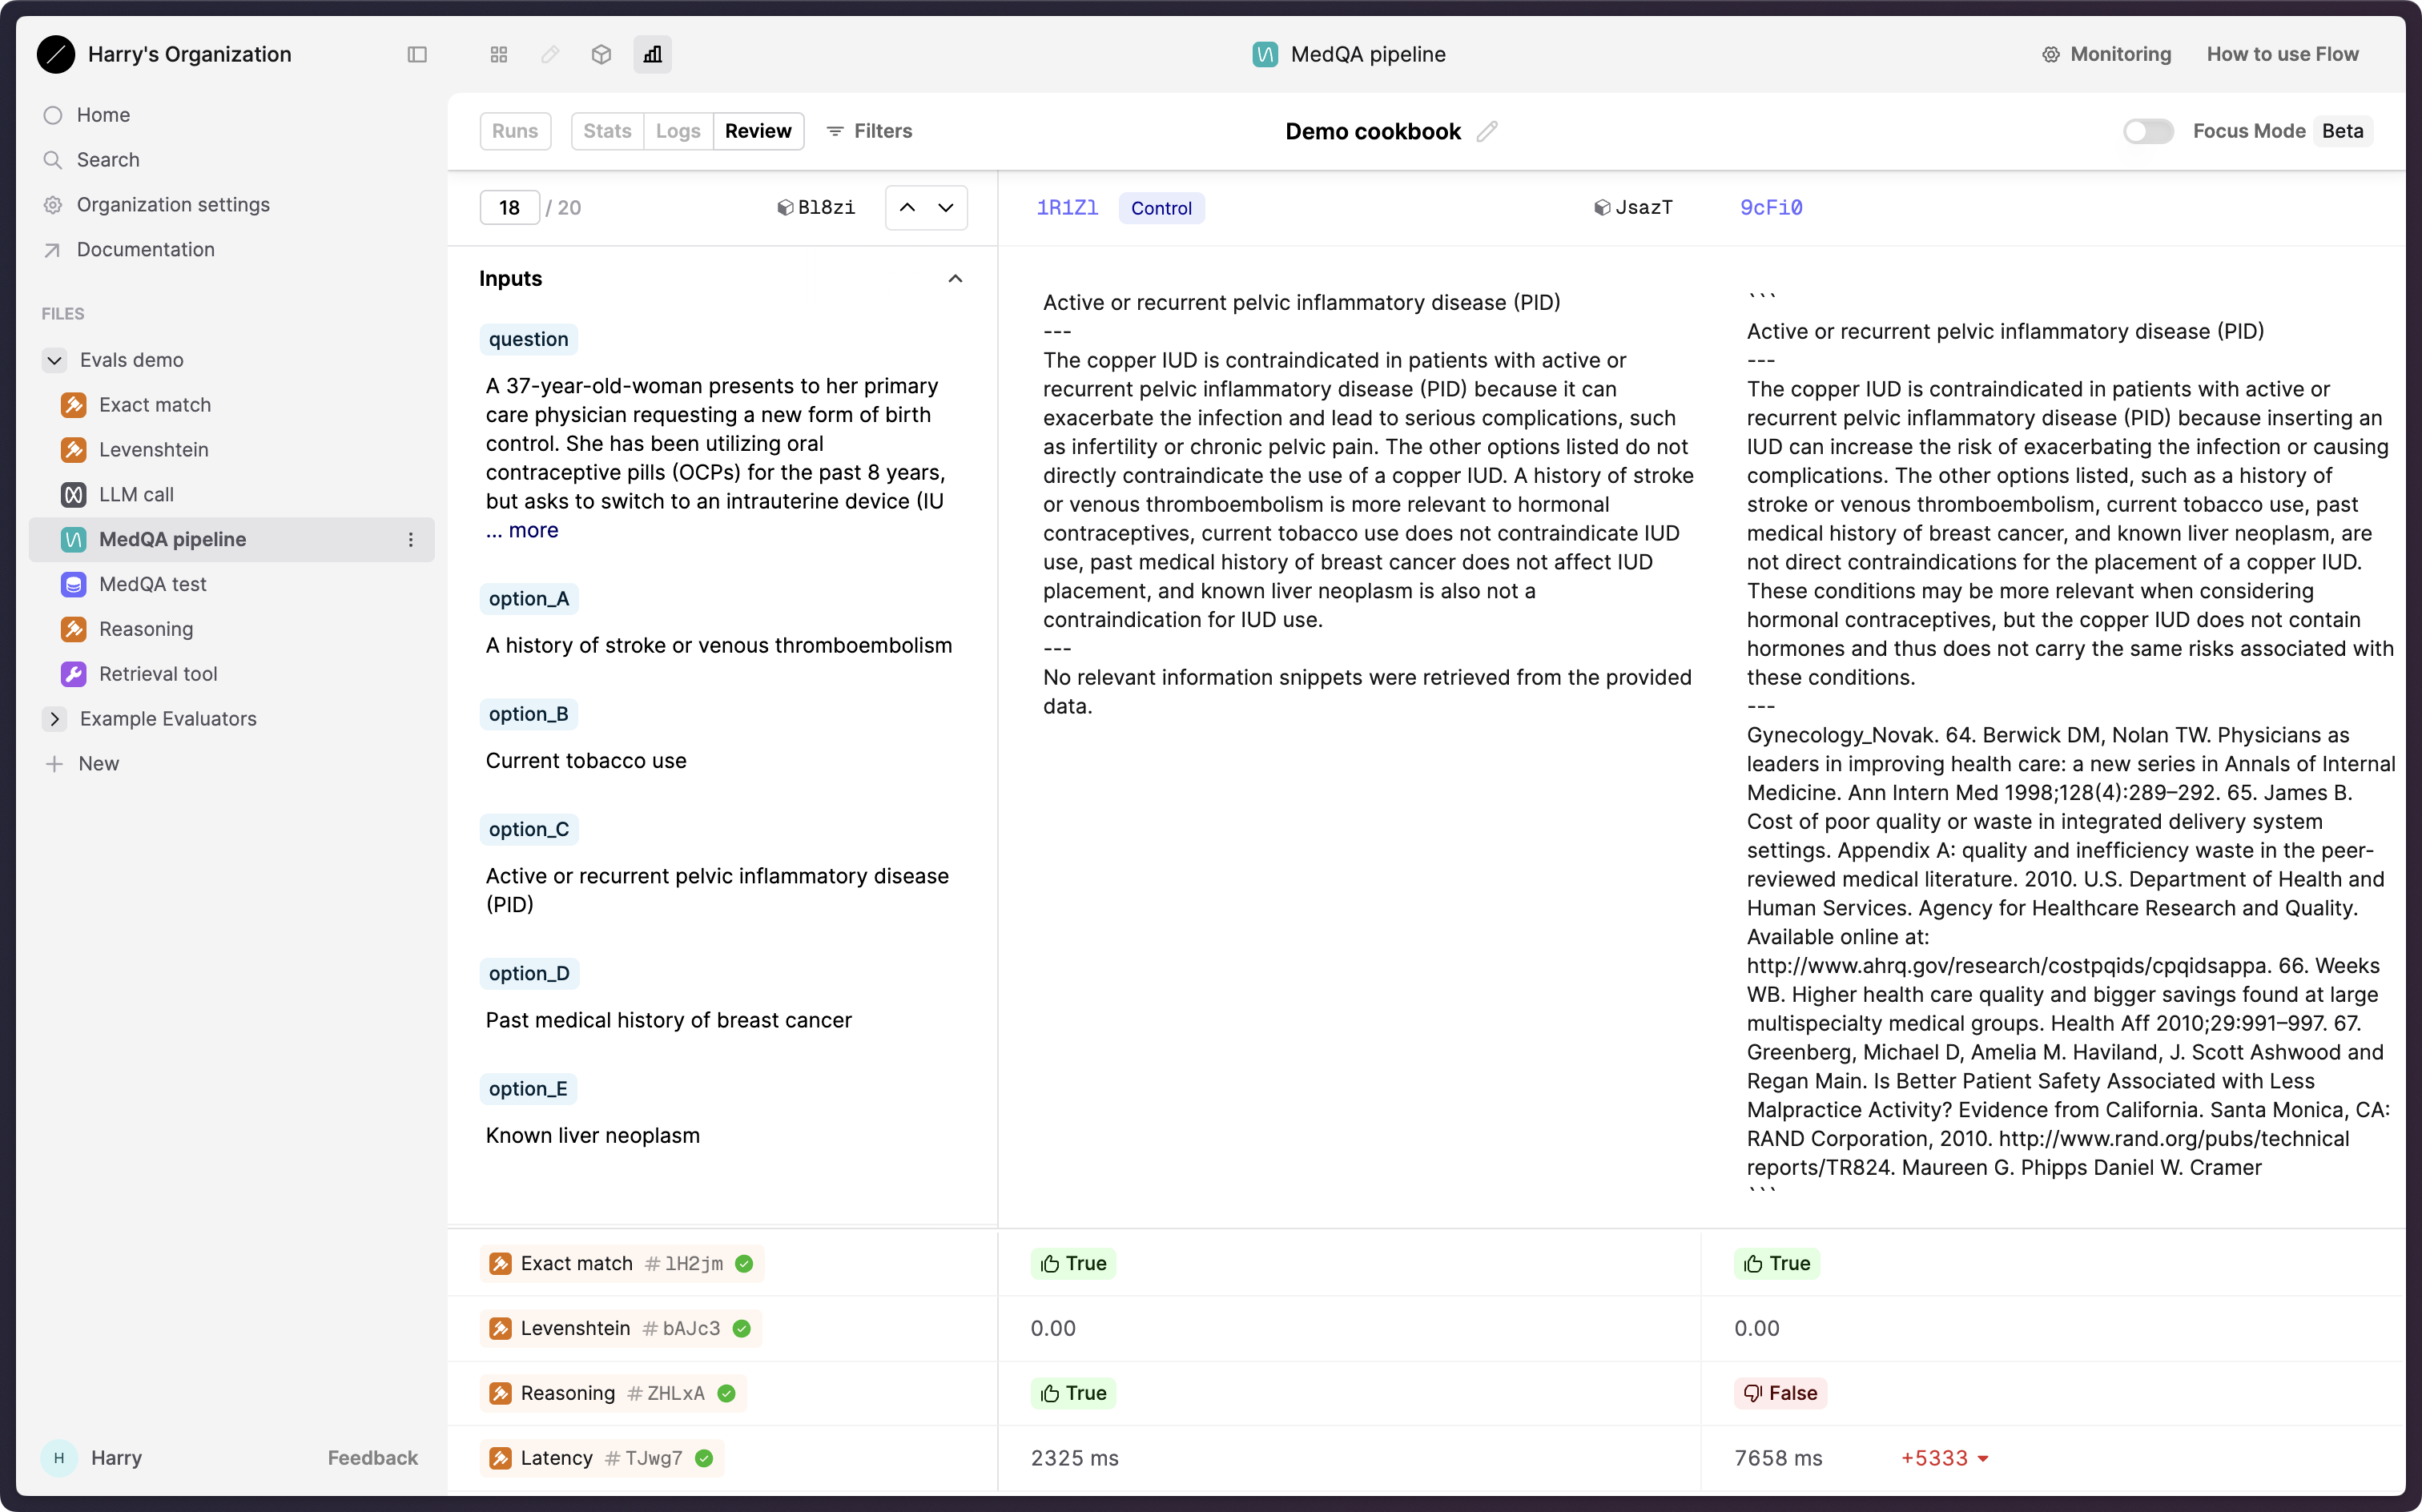 Harry's Organization
MedQA pipeline
Monitoring
How to use Flow
Home
Search
Organization settings
Documentation
FILES
Evals demo
Exact match
Levenshtein
LLM call
MedQA pipeline
MedQA test
Reasoning
Retrieval tool
Example Evaluators
New
H
Harry
Feedback
Runs
Stats
Logs
Review
Filters
Demo cookbook
Focus Mode
Beta
18 / 20
Bl8zi
1R1Zl
Control
JsazT
9cFi0
Inputs
question
A 37-year-old-woman presents to her primary
care physician requesting a new form of birth
control. She has been utilizing oral
contraceptive pills (OCPs) for the past 8 years,
but asks to switch to an intrauterine device (IU
... more
option_A
A history of stroke or venous thromboembolism
option_B
Current tobacco use
option_C
Active or recurrent pelvic inflammatory disease
(PID)
option_D
Past medical history of breast cancer
option_E
Known liver neoplasm
Active or recurrent pelvic inflammatory disease (PID)
---
The copper IUD is contraindicated in patients with active or
recurrent pelvic inflammatory disease (PID) because it can
exacerbate the infection and lead to serious complications, such
as infertility or chronic pelvic pain. The other options listed do not
directly contraindicate the use of a copper IUD. A history of stroke
or venous thromboembolism is more relevant to hormonal
contraceptives, current tobacco use does not contraindicate IUD
use, past medical history of breast cancer does not affect IUD
placement, and known liver neoplasm is also not a
contraindication for IUD use.
---
No relevant information snippets were retrieved from the provided
data.
```
Active or recurrent pelvic inflammatory disease (PID)
---
The copper IUD is contraindicated in patients with active or
recurrent pelvic inflammatory disease (PID) because inserting an
IUD can increase the risk of exacerbating the infection or causing
complications. The other options listed, such as a history of
stroke or venous thromboembolism, current tobacco use, past
medical history of breast cancer, and known liver neoplasm, are
not direct contraindications for the placement of a copper IUD.
These conditions may be more relevant when considering
hormonal contraceptives, but the copper IUD does not contain
hormones and thus does not carry the same risks associated with
these conditions.
---
Gynecology_Novak. 64. Berwick DM, Nolan TW. Physicians as
leaders in improving health care: a new series in Annals of Internal
Medicine. Ann Intern Med 1998;128(4):289–292. 65. James B.
Cost of poor quality or waste in integrated delivery system
settings. Appendix A: quality and inefficiency waste in the peer-
reviewed medical literature. 2010. U.S. Department of Health and
Human Services. Agency for Healthcare Research and Quality.
Available online at:
http://www.ahrq.gov/research/costpqids/cpqidsappa. 66. Weeks
WB. Higher health care quality and bigger savings found at large
multispecialty medical groups. Health Aff 2010;29:991–997. 67.
Greenberg, Michael D, Amelia M. Haviland, J. Scott Ashwood and
Regan Main. Is Better Patient Safety Associated with Less
Malpractice Activity? Evidence from California. Santa Monica, CA:
RAND Corporation, 2010. http://www.rand.org/pubs/technical
reports/TR824. Maureen G. Phipps Daniel W. Cramer
```
Exact match # lH2jm
True
True
Levenshtein # bAJc3
0.00
0.00
Reasoning # ZHLxA
True
False
Latency # TJwg7
2325 ms
7658 ms
+5333